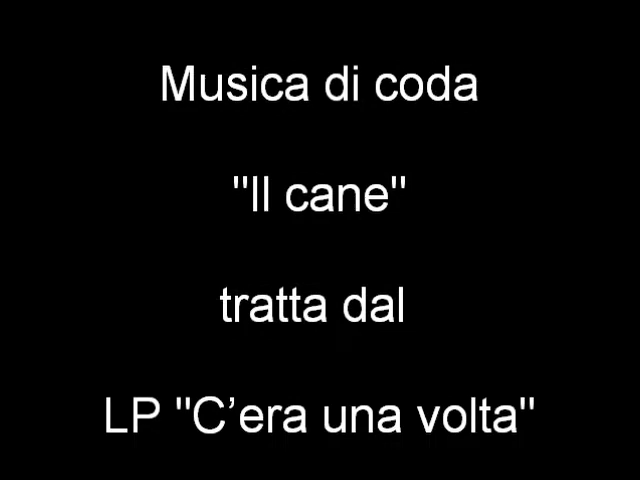 Musica di coda
"Il cane"
tratta dal
LP "C’era una volta"